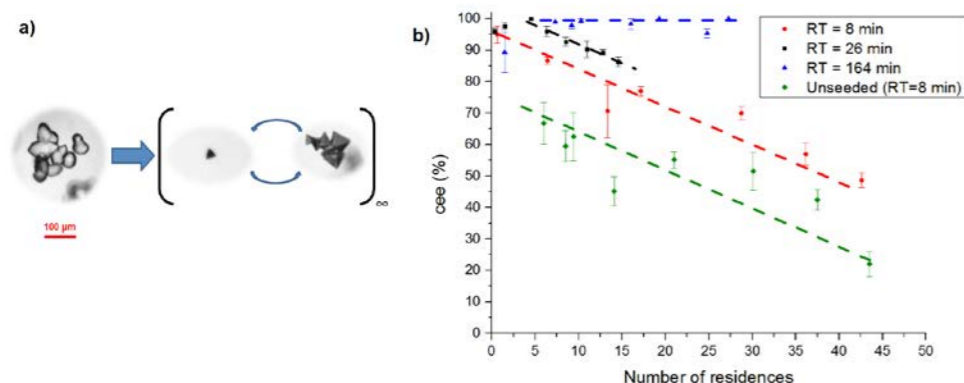 a)
100 µm
∞
b)
cee (%)
100
90
80
70
60
50
40
30
20
10
0
RT = 8 min
RT = 26 min
RT = 164 min
Unseeded (RT=8 min)
0 5 10 15 20 25 30 35 40 45 50
Number of residences